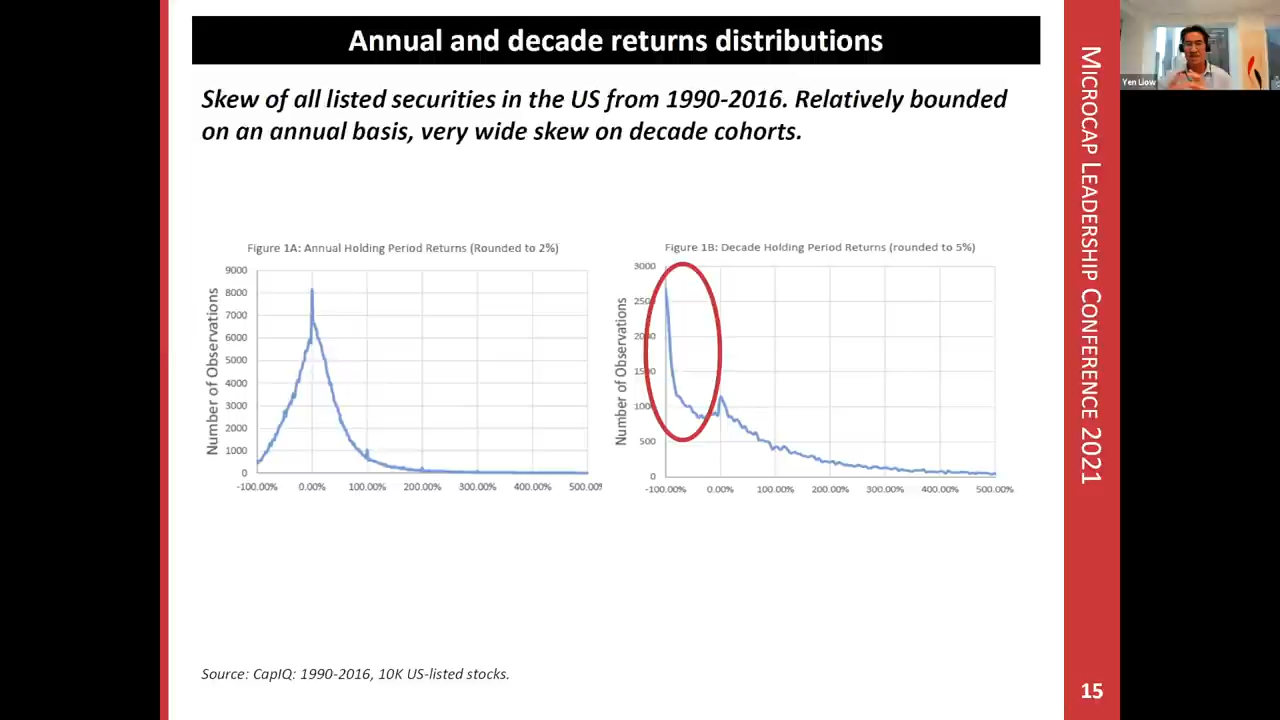 Annual and decade returns distributions
Skew of all listed securities in the US from 1990-2016. Relatively bounded
on an annual basis, very wide skew on decade cohorts.
Figure 1A: Annual Holding Period Returns (Rounded to 2%)
Number of Observations
9000
8000
7000
6000
5000
4000
3000
2000
1000
0
-100.00% 0.00% 100.00% 200.00% 300.00% 400.00% 500.00%
Figure 1B: Decade Holding Period Returns (rounded to 5%)
Number of Observations
3000
2500
2000
1500
1000
500
0
-100.00% 0.00% 100.00% 200.00% 300.00% 400.00% 500.00%
Source: CapIQ: 1990-2016, 10K US-listed stocks.
MICROCAP LEADERSHIP CONFERENCE 2021
15
Yen Liow